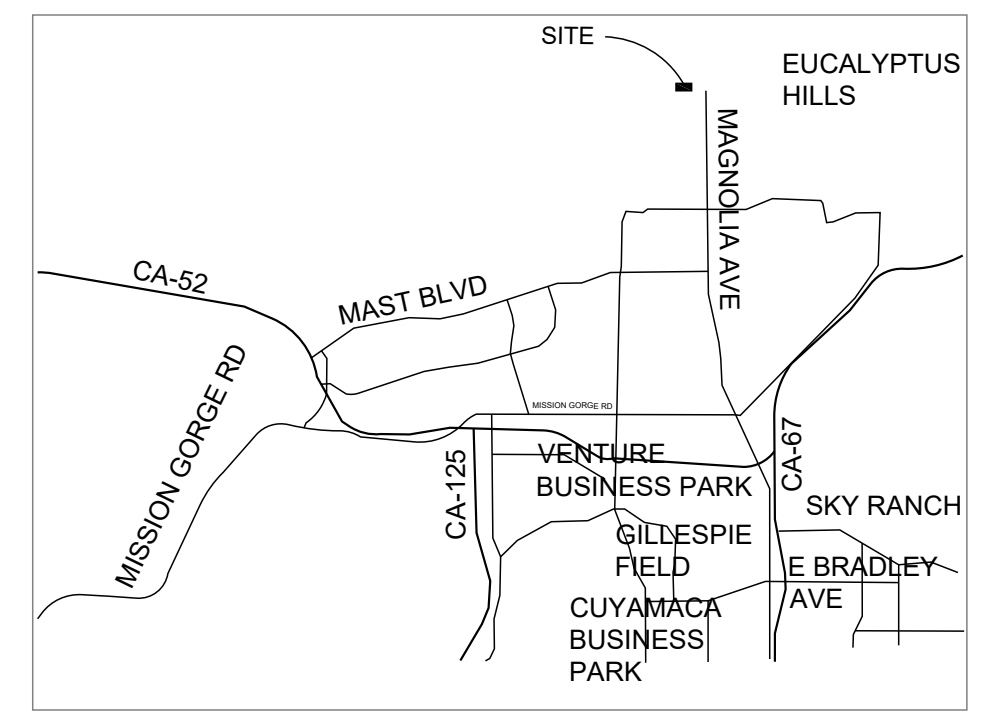 SITE
EUCALYPTUS
HILLS
MAGNOLIA AVE
CA-52
MAST BLVD
MISSION GORGE RD
MISSION GORGE RD
CA-125
VENTURE
BUSINESS PARK
CA-67
SKY RANCH
GILLESPIE
FIELD
E BRADLEY
AVE
CUYAMACA
BUSINESS
PARK